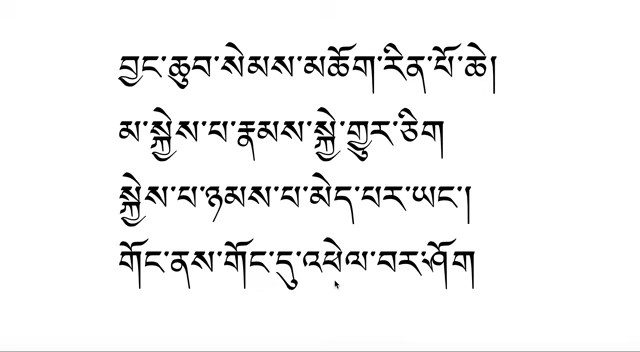 བྱང་ཆུབ་སེམས་མཆོག་རིན་པོ་ཆེ།
མ་སྐྱེས་པ་རྣམས་སྐྱེ་གྱུར་ཅིག
སྐྱེས་པ་ཉམས་པ་མེད་པར་ཡང་།
གོང་ནས་གོང་དུ་འཕེལ་བར་ཤོག